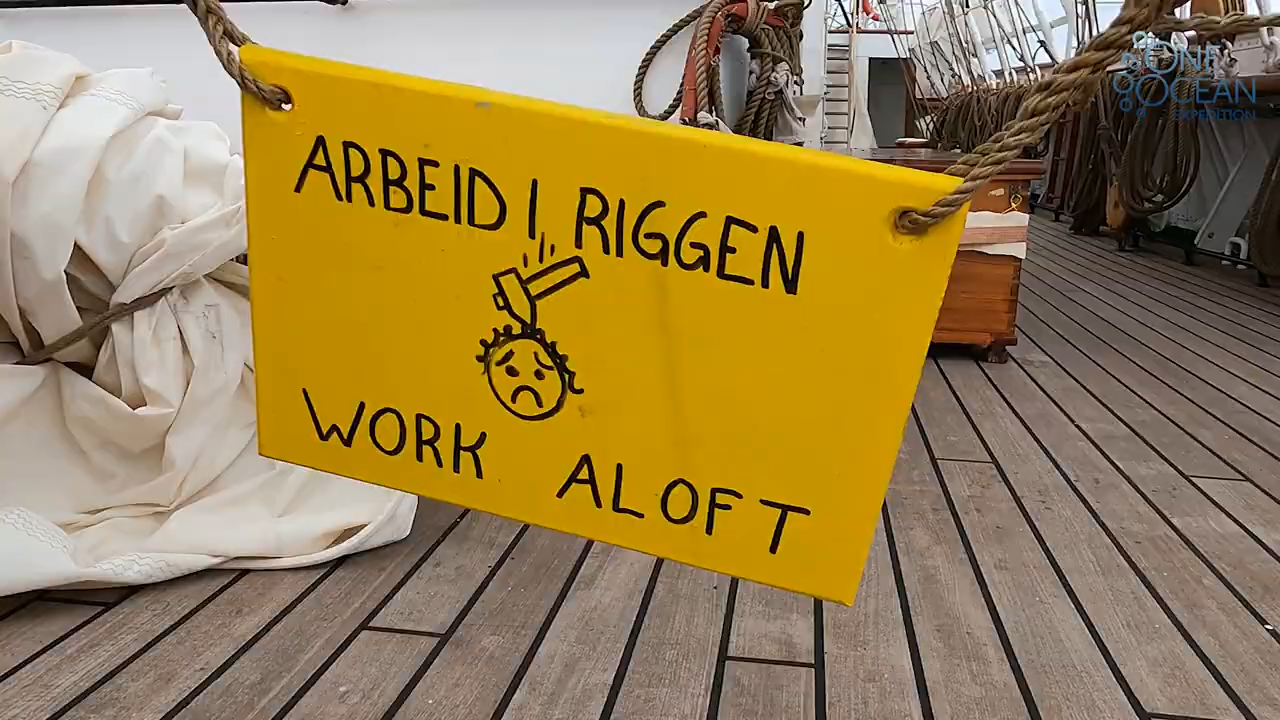 ONE
OCEAN
EXPEDITION
ARBEID I RIGGEN
WORK ALOFT